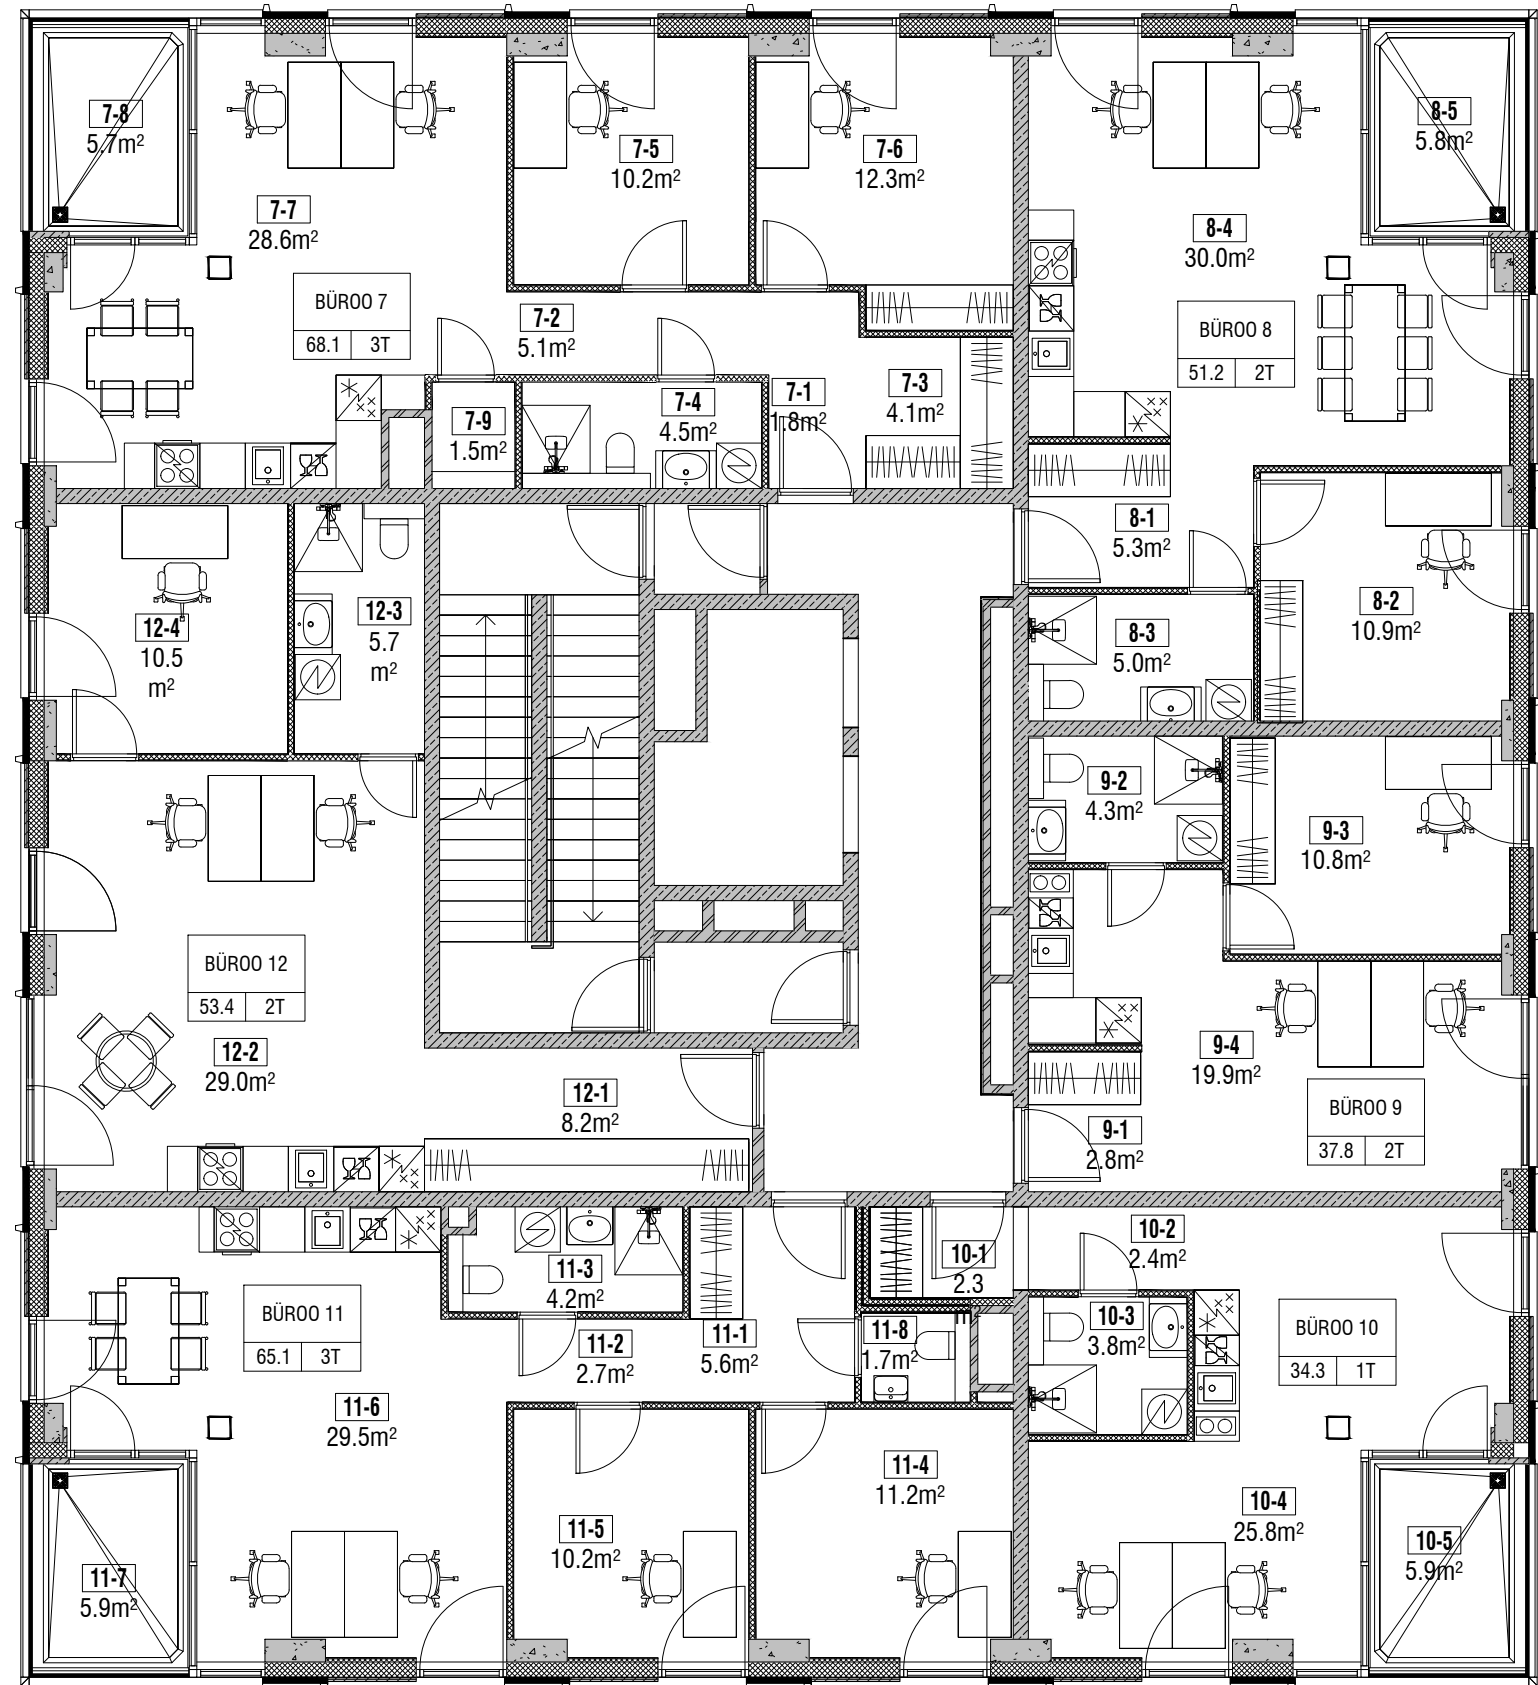 7-8
5.7m²
7-7
28.6m²
7-5
10.2m²
7-6
12.3m²
8-4
30.0m²
8-5
5.8m²
BÜROO 7
68.1 3T
7-2
5.1m²
7-9
1.5m²
7-4
4.5m²
7-1
1.8m²
7-3
4.1m²
BÜROO 8
51.2 2T
8-1
5.3m²
8-2
10.9m²
8-3
5.0m²
12-4
10.5
m²
12-3
5.7
m²
9-2
4.3m²
9-3
10.8m²
BÜROO 12
53.4 2T
12-2
29.0m²
12-1
8.2m²
9-4
19.9m²
9-1
2.8m²
BÜROO 9
37.8 2T
10-1
2.3
m²
10-2
2.4m²
10-3
3.8m²
BÜROO 10
34.3 1T
BÜROO 11
65.1 3T
11-3
4.2m²
11-2
2.7m²
11-1
5.6m²
11-8
1.7m²
11-6
29.5m²
11-4
11.2m²
11-5
10.2m²
11-7
5.9m²
10-4
25.8m²
10-5
5.9m²